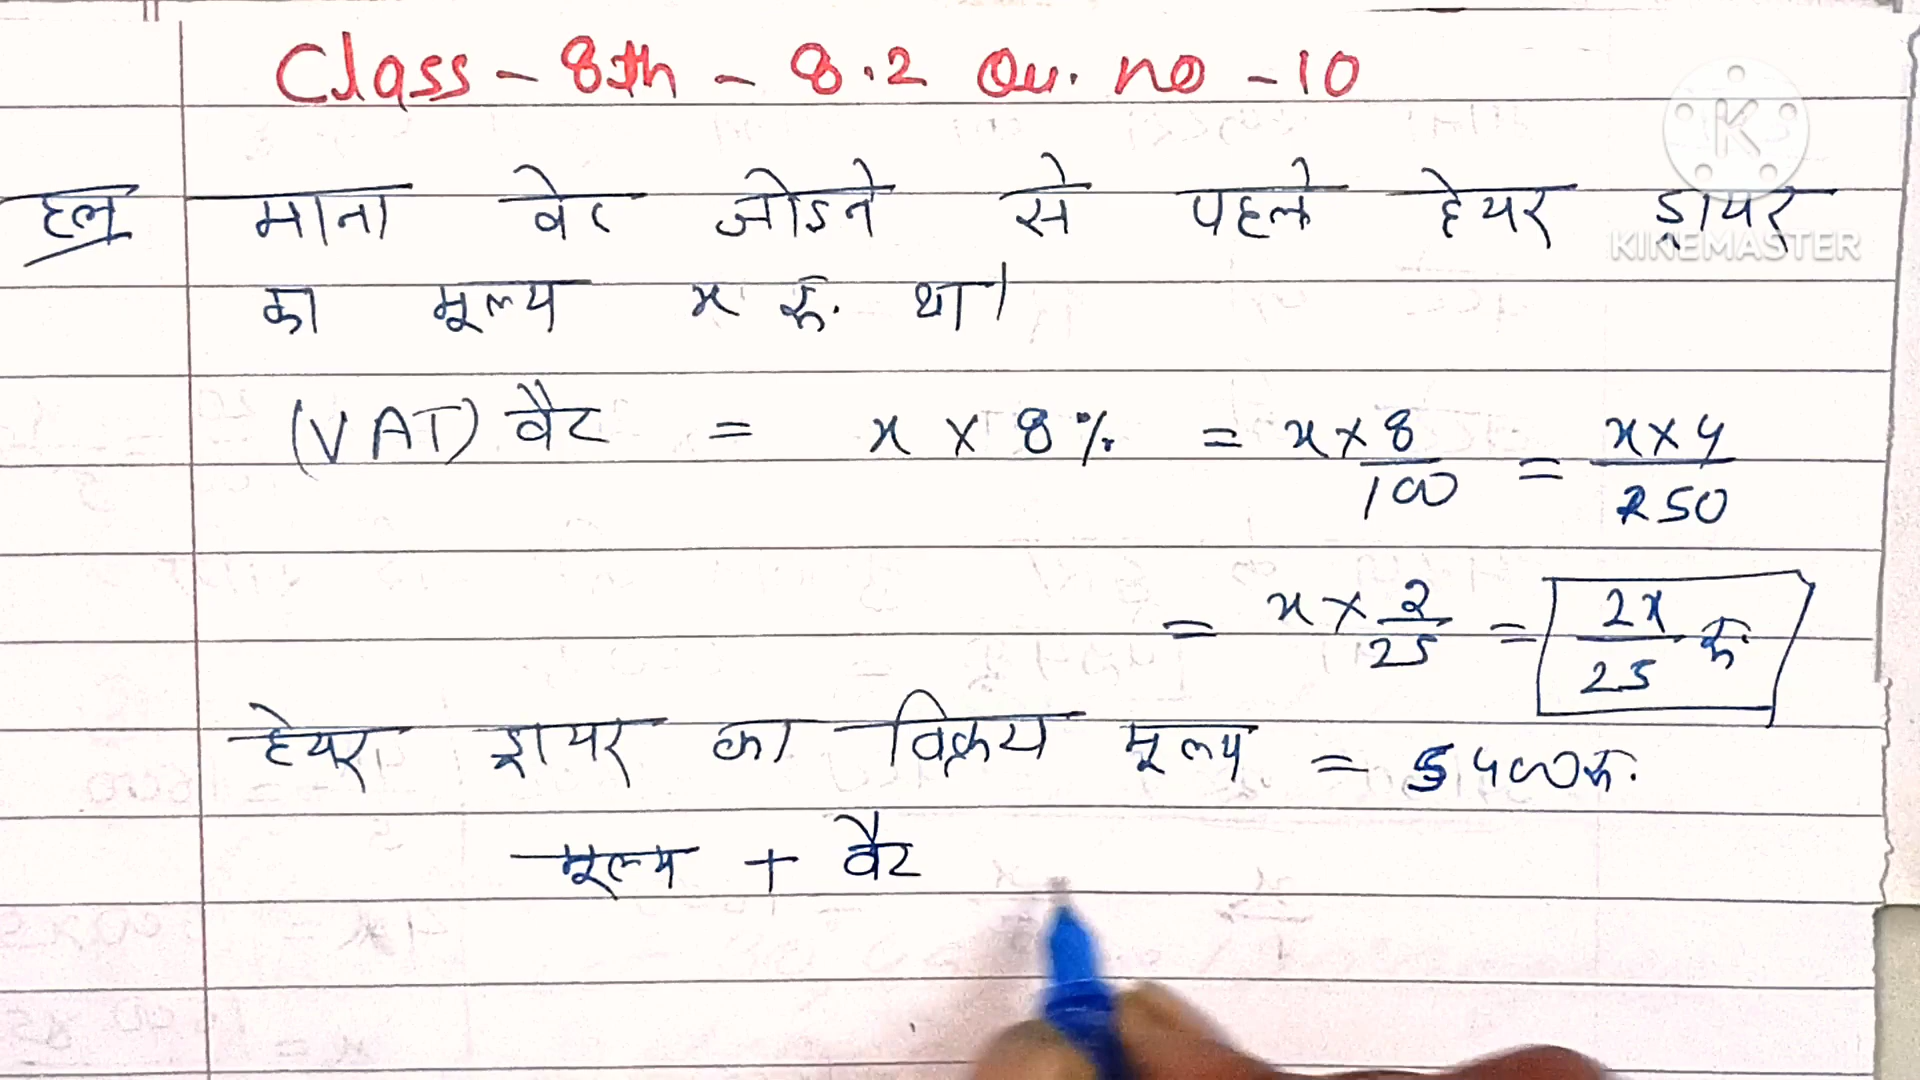 Class - 8th - 8.2 Qu. no - 10
हल माना वेट जोडने से पहले हेयर ड्रायर
का मूल्य x रु. था।
(VAT) वैट = x × 8% = x × 8/100 = x × 4/250
= x × 2/25 = 2x/25 रु.
हेयर ड्रायर का विक्रय मूल्य = 5400रु.
मूल्य + वैट
KINEMASTER